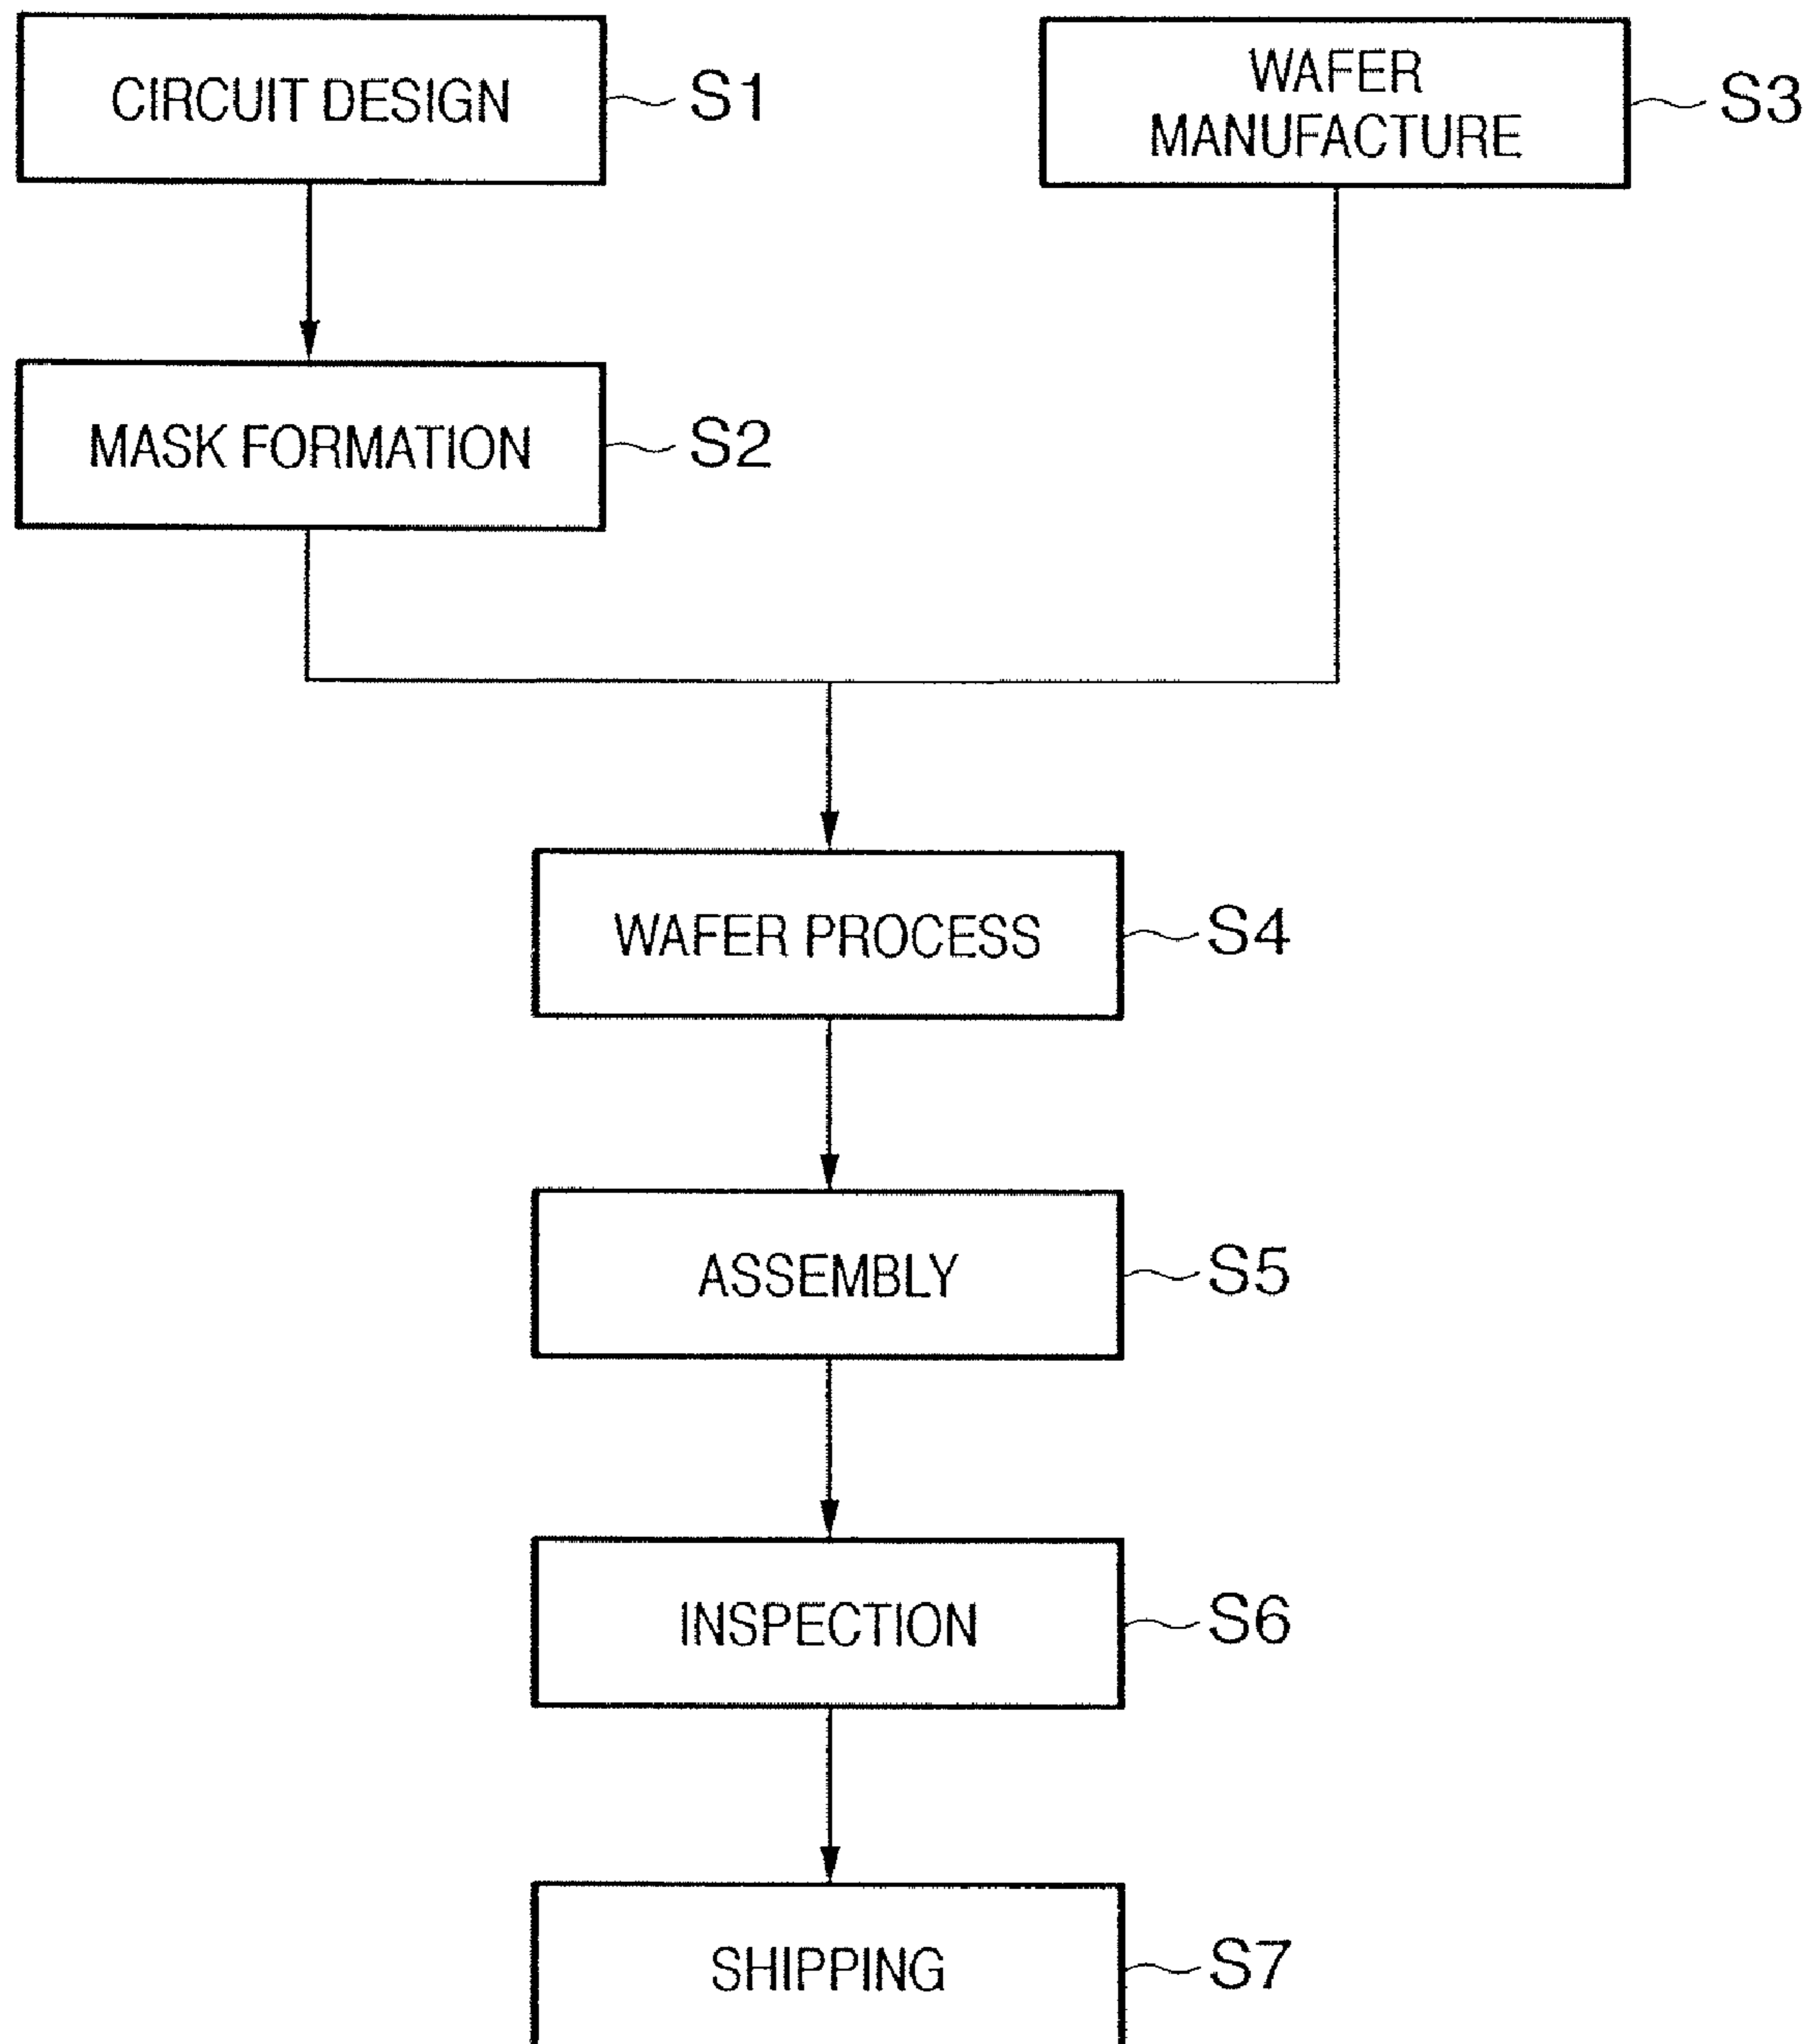 CIRCUIT DESIGN
S1
WAFER
MANUFACTURE
S3
MASK FORMATION
S2
WAFER PROCESS
S4
ASSEMBLY
S5
INSPECTION
S6
SHIPPING
S7